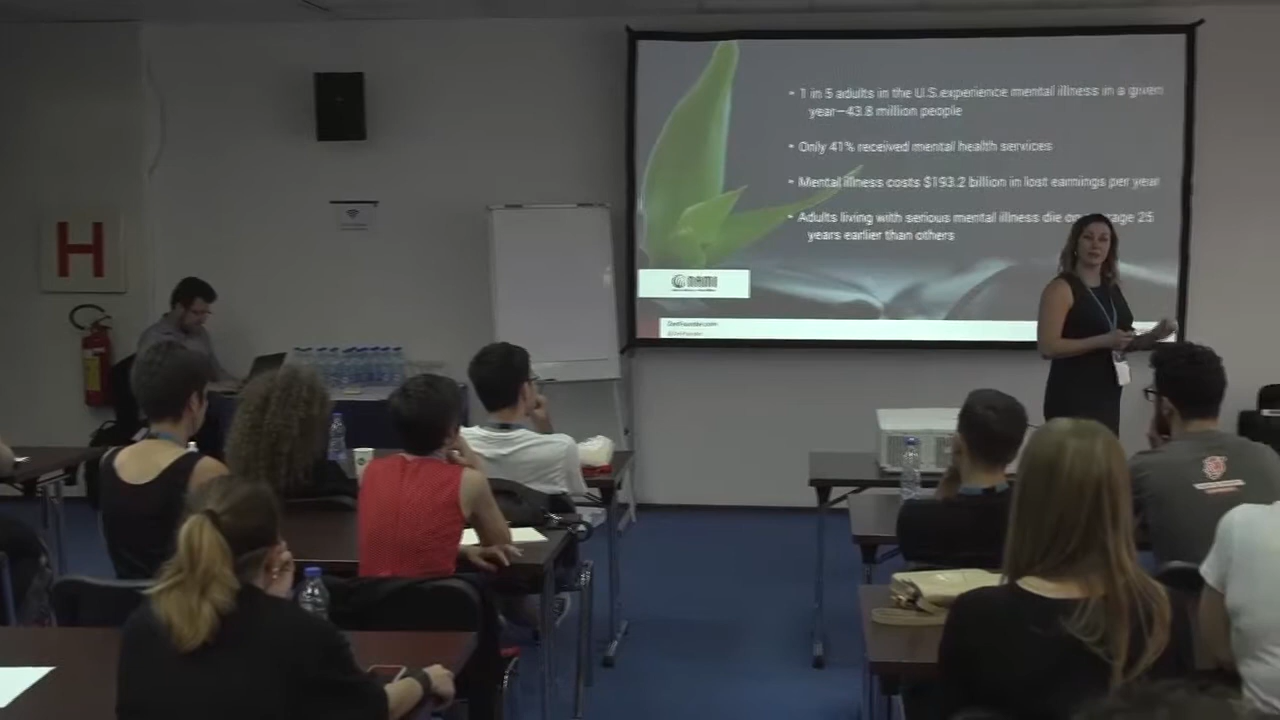 • 1 in 5 adults in the U.S.experience mental illness in a given
year—43.8 million people
• Only 41% received mental health services
• Mental illness costs $193.2 billion in lost earnings per year
• Adults living with serious mental illness die on 25
years earlier than others
H
NAMI